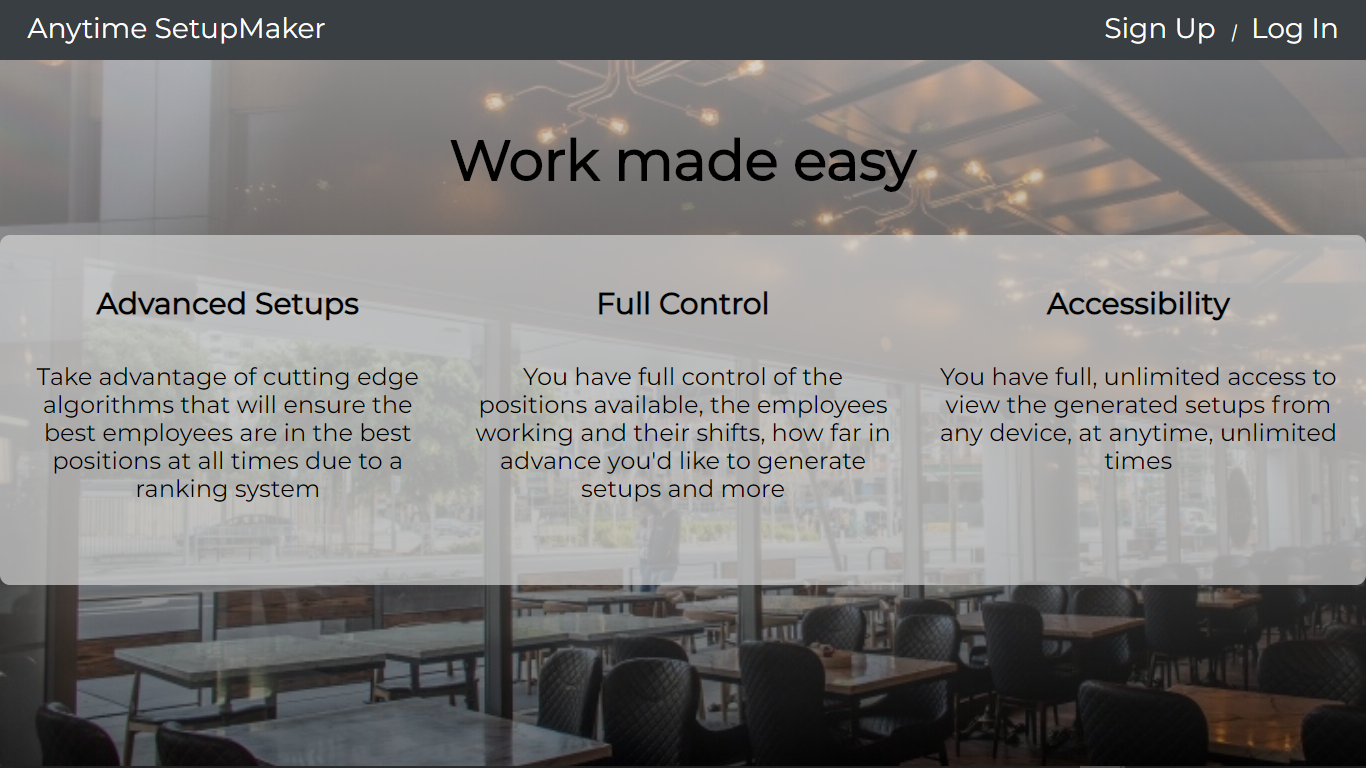 Anytime SetupMaker
Sign Up / Log In
Work made easy
Advanced Setups
Take advantage of cutting edge
algorithms that will ensure the
best employees are in the best
positions at all times due to a
ranking system
Full Control
You have full control of the
positions available, the employees
working and their shifts, how far in
advance you'd like to generate
setups and more
Accessibility
You have full, unlimited access to
view the generated setups from
any device, at anytime, unlimited
times